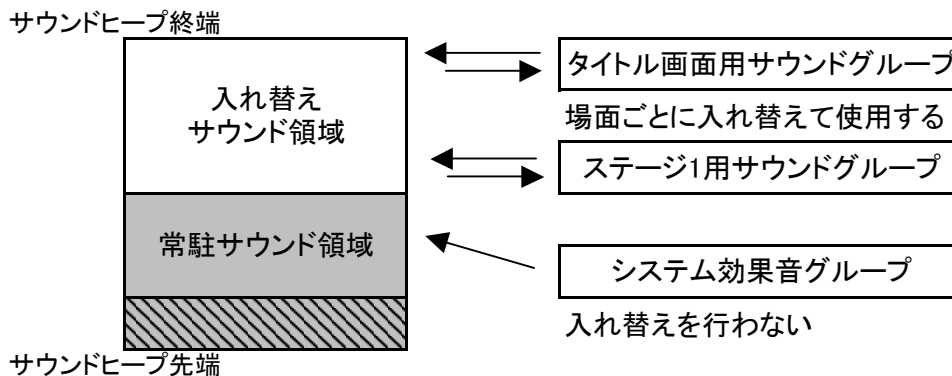 サウンドヒープ終端
入れ替え
サウンド領域
常駐サウンド領域
サウンドヒープ先端
タイトル画面用サウンドグループ
場面ごとに入れ替えて使用する
ステージ1用サウンドグループ
システム効果音グループ
入れ替えを行わない